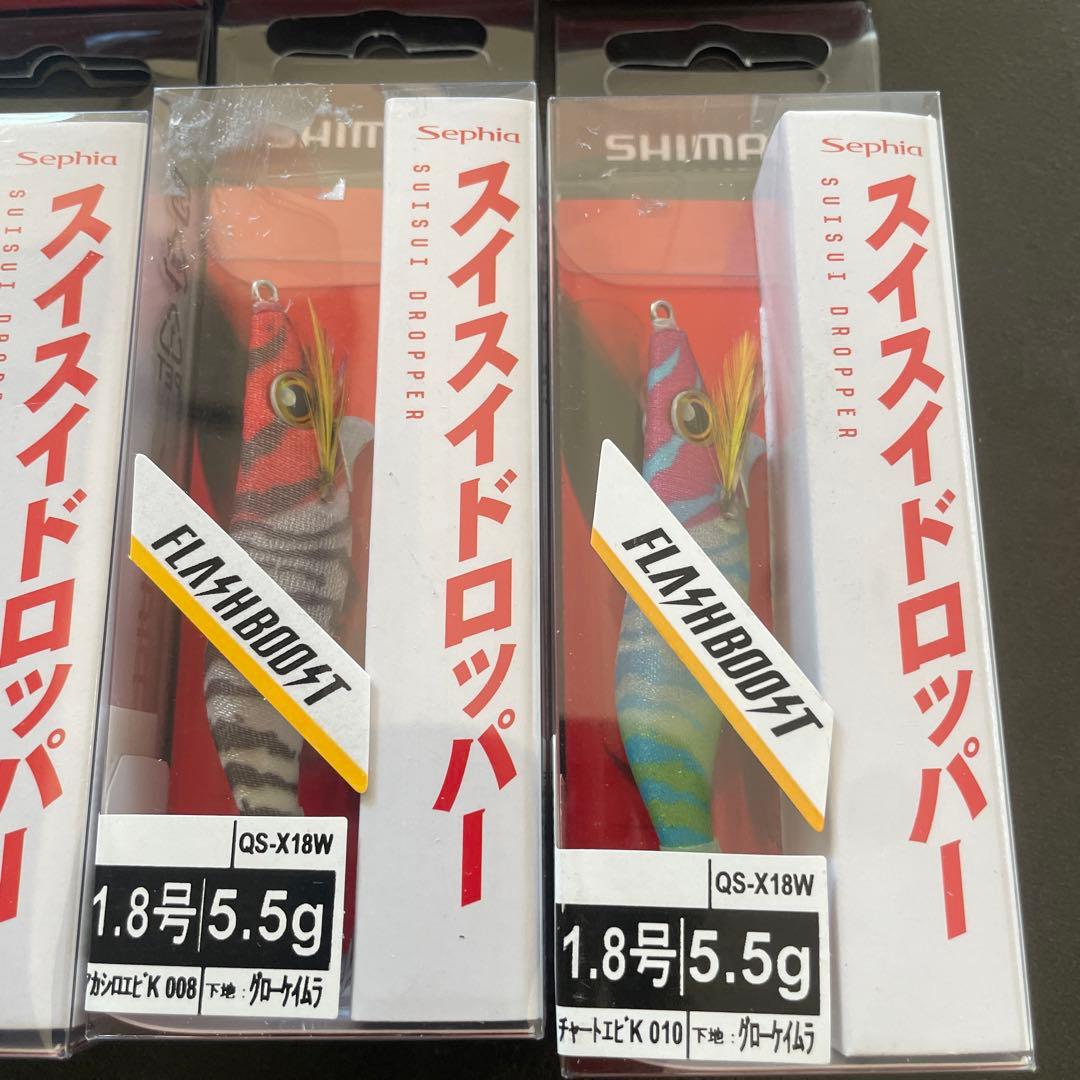 Sephia
SUISUI DROPPER
スイスイドロッパー
SHIM
Sephia
SUISUI DROPPER
スイスイドロッパー
FLASHBOOST
QS-X18W
1.8号 5.5g
アカシロエビK 008 下地:グローケイムラ
SHIMA
Sephia
SUISUI DROPPER
スイスイドロッパー
FLASHBOOST
QS-X18W
1.8号 5.5g
チャートエビK 010 下地:グローケイムラ